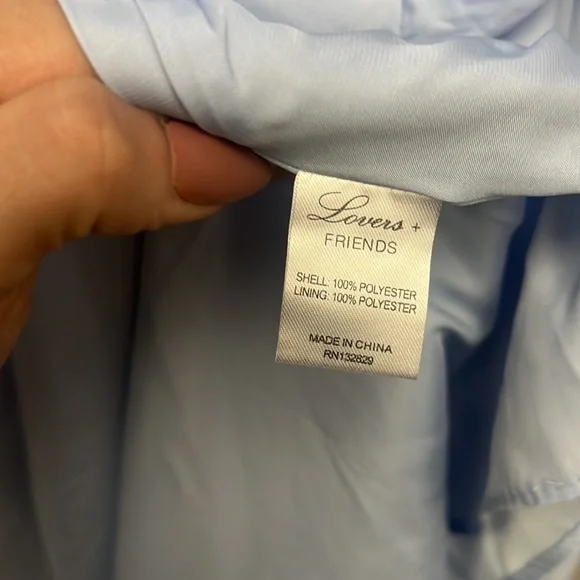 Lovers +
FRIENDS
SHELL: 100% POLYESTER
LINING: 100% POLYESTER
MADE IN CHINA
RN132829